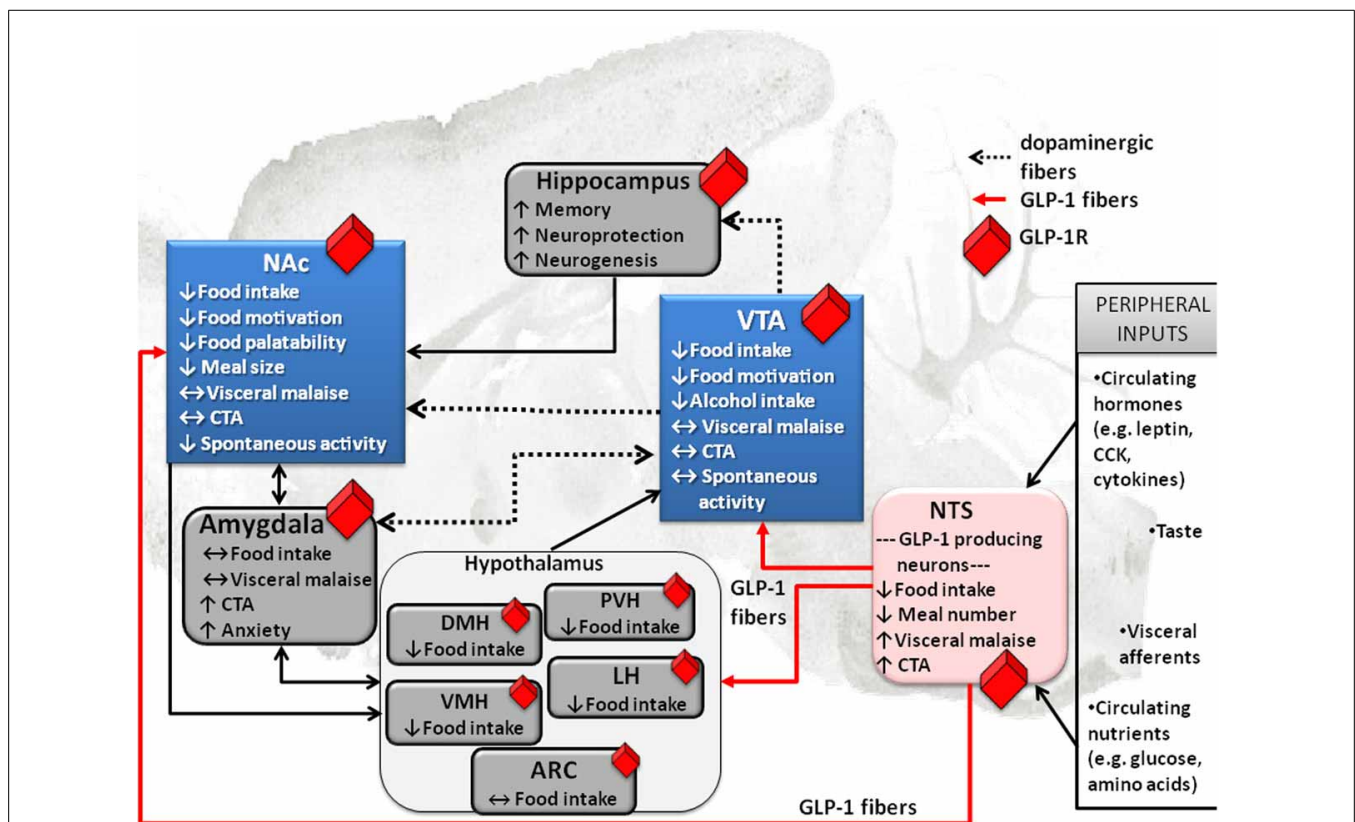 dopaminergic
fibers
GLP-1 fibers
GLP-1R
Hippocampus
↑ Memory
↑ Neuroprotection
↑ Neurogenesis
NAc
↓Food intake
↓Food motivation
↓Food palatability
↓ Meal size
↔Visceral malaise
↔ CTA
↓ Spontaneous activity
VTA
↓Food intake
↓Food motivation
↓Alcohol intake
↔ Visceral malaise
↔ CTA
↔ Spontaneous
activity
PERIPHERAL
INPUTS
•Circulating
hormones
(e.g. leptin,
CCK,
cytokines)
•Taste
•Visceral
afferents
•Circulating
nutrients
(e.g. glucose,
amino acids)
NTS
--- GLP-1 producing
neurons---
↓Food intake
↓ Meal number
↑Visceral malaise
↑ CTA
Amygdala
↔Food intake
↔Visceral malaise
↑ CTA
↑ Anxiety
Hypothalamus
DMH
↓Food intake
PVH
↓Food intake
VMH
↓Food intake
LH
↓Food intake
ARC
↔ Food intake
GLP-1
fibers
GLP-1 fibers